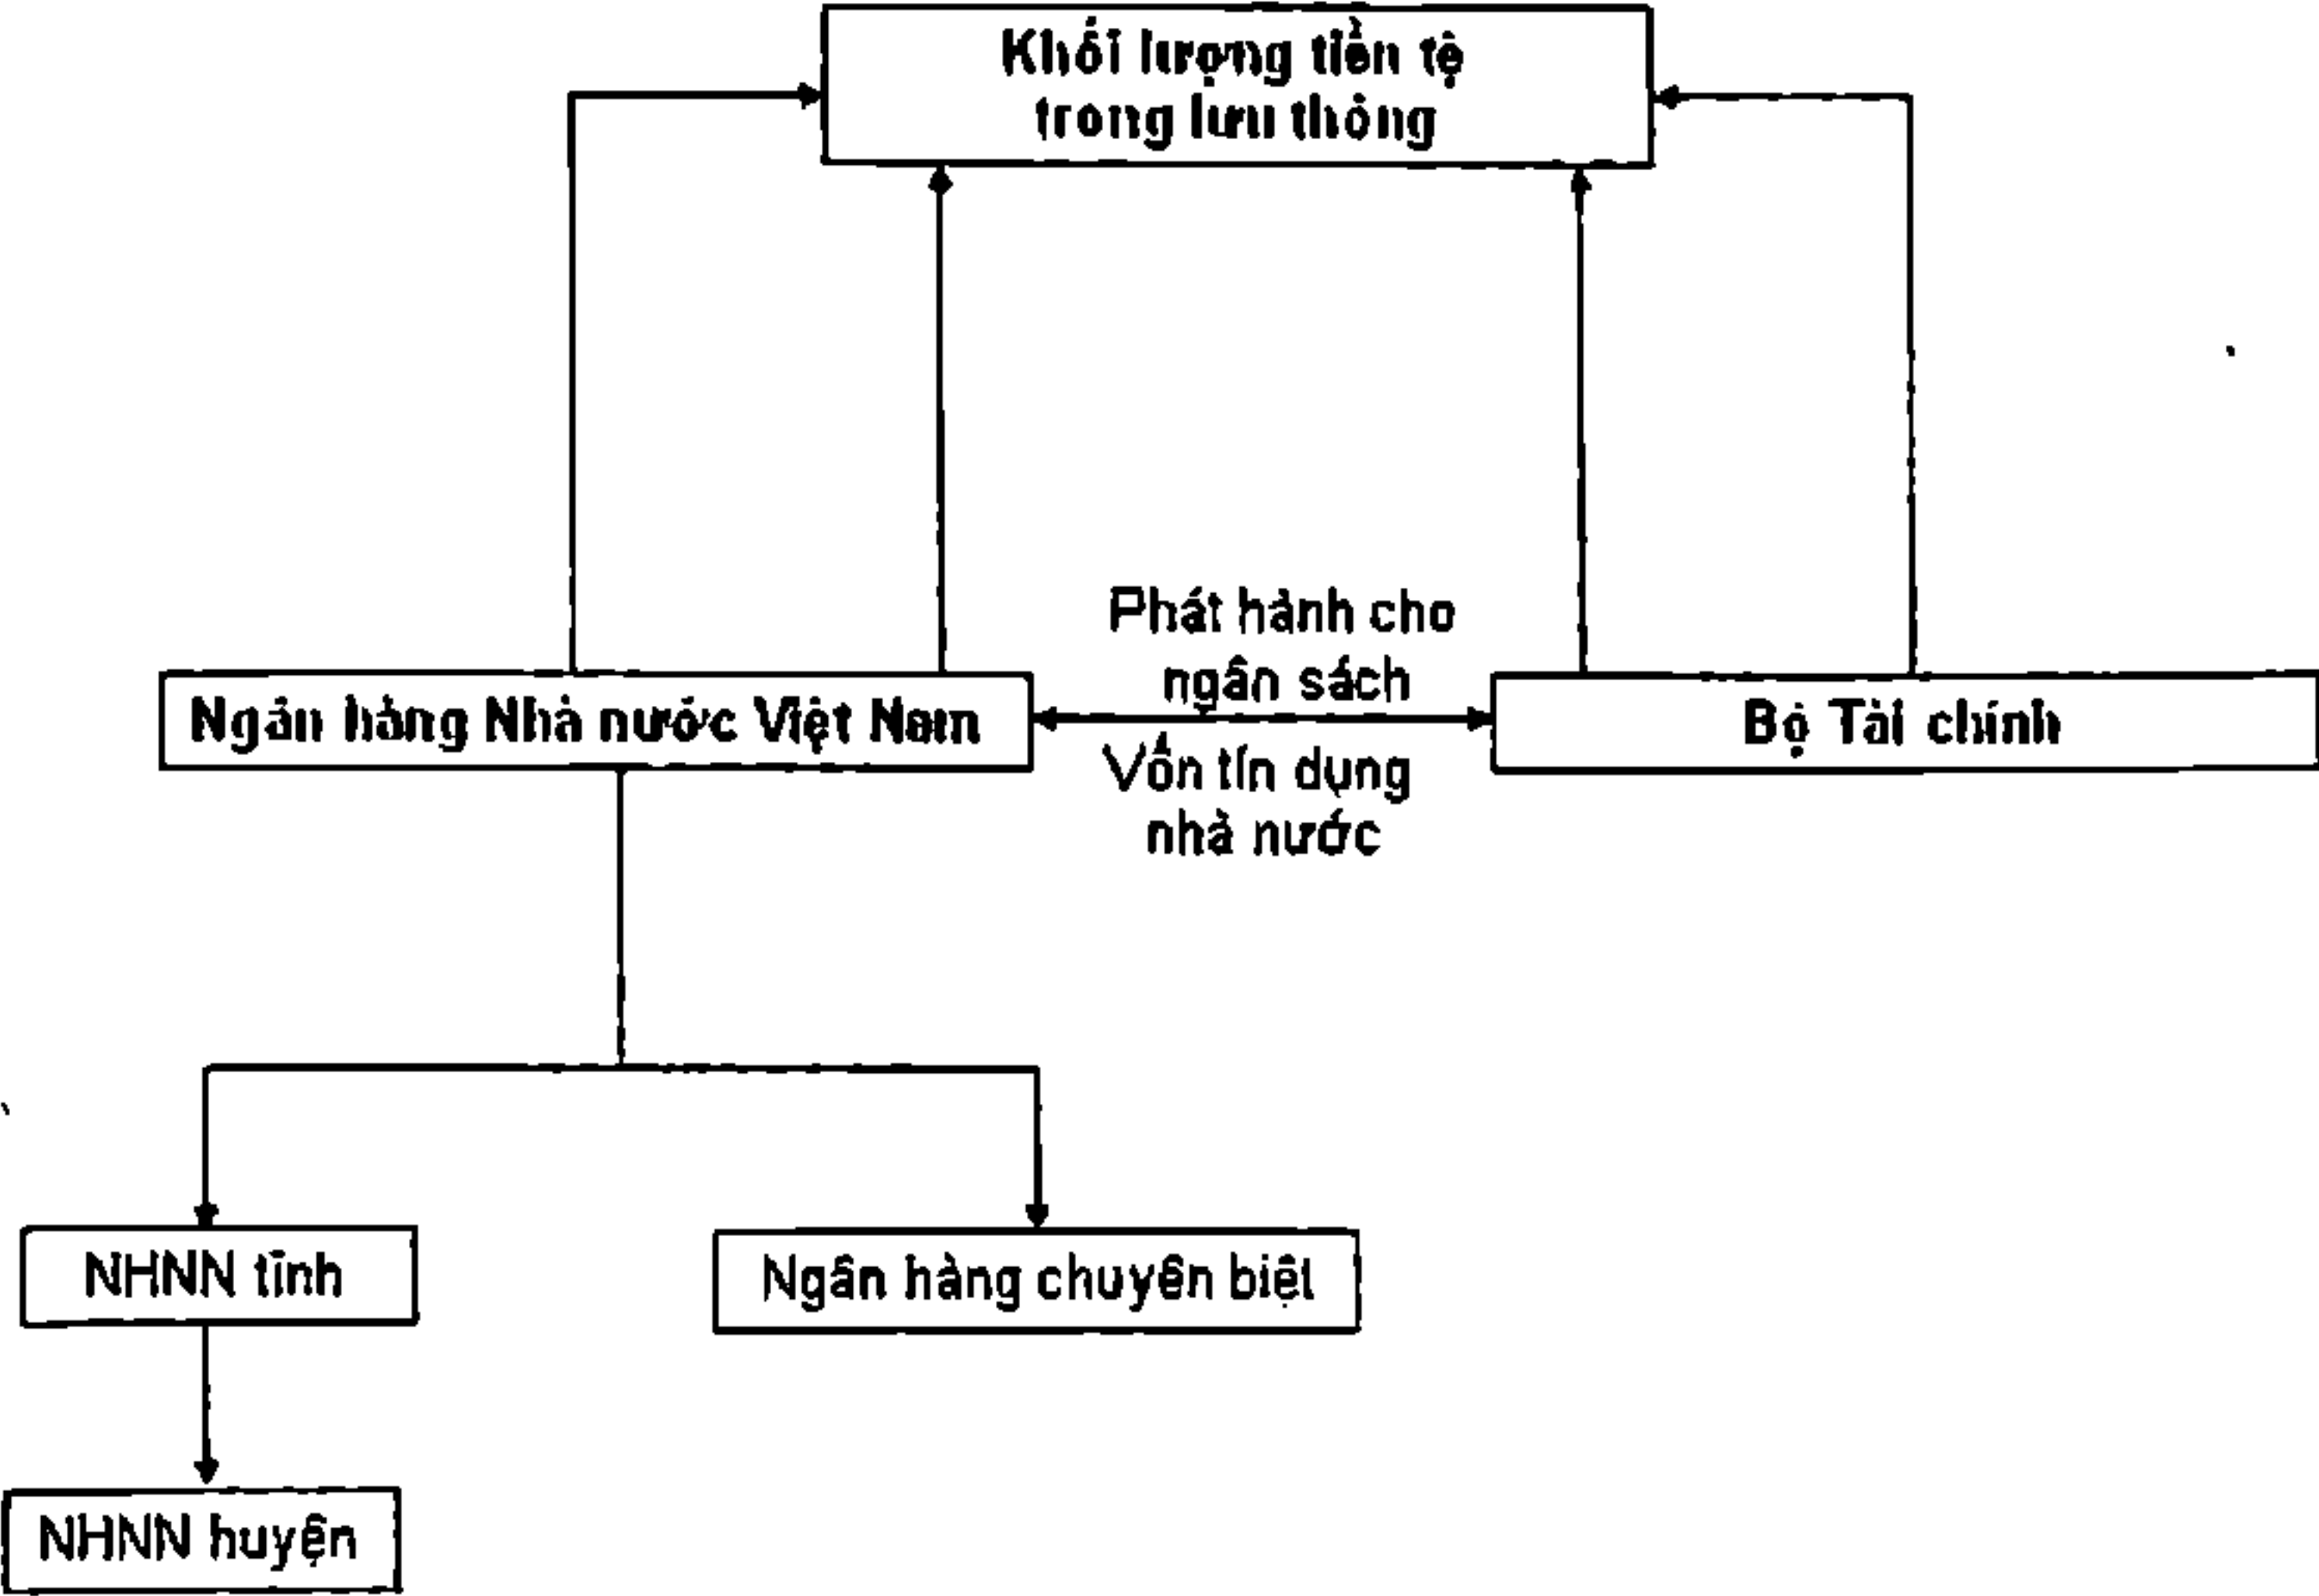 Khối lượng tiền tệ
trong lưu thông
Phát hành cho
ngân sách
Ngân hàng Nhà nước Việt Nam
Bộ Tài chính
Vốn tín dụng
nhà nước
NHNN tỉnh
Ngân hàng chuyên biệt
NHNN huyện